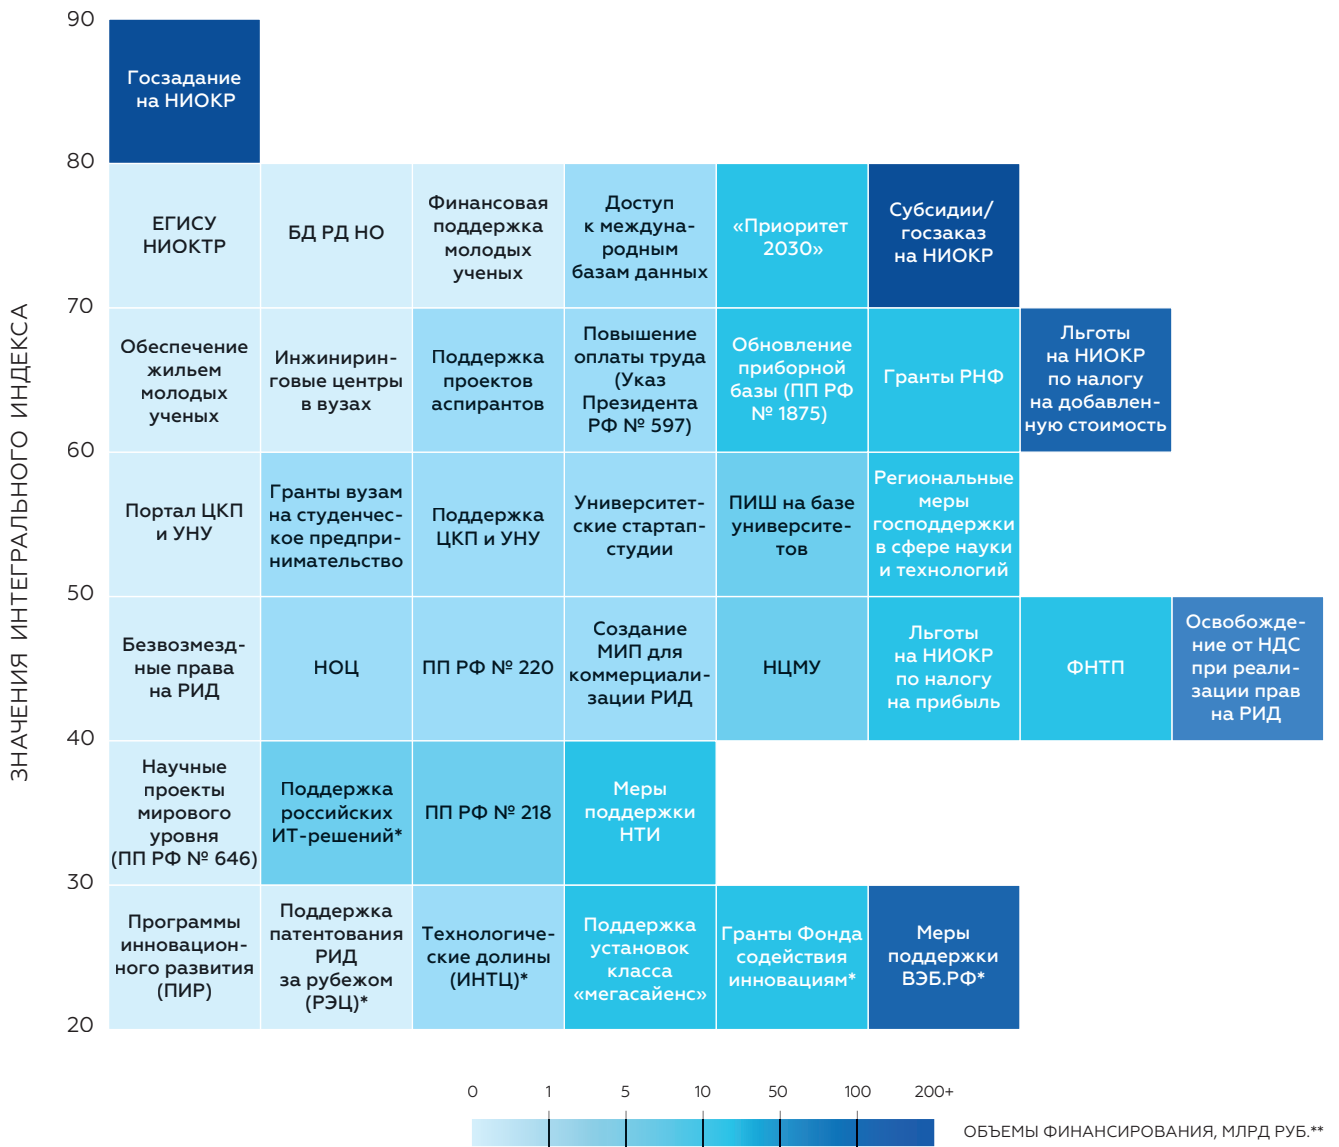 90
Госзадание
на НИОКР
80
ЕГИСУ
НИОКТР
БД РД НО
Финансовая
поддержка
молодых
ученых
Доступ
к междуна-
родным
базам данных
«Приоритет
2030»
Субсидии/
госзаказ
на НИОКР
70
Обеспечение
жильем
молодых
ученых
Инжинирин-
говые центры
в вузах
Поддержка
проектов
аспирантов
Повышение
оплаты труда
(Указ
Президента
РФ № 597)
Обновление
приборной
базы (ПП РФ
№ 1875)
Гранты РНФ
Льготы
на НИОКР
по налогу
на добавлен-
ную стоимость
60
Портал ЦКП
и УНУ
Гранты вузам
на студенчес-
кое предпри-
нимательство
Поддержка
ЦКП и УНУ
Университет-
ские стартап-
студии
ПИШ на базе
университе-
тов
Региональные
меры
господдержки
в сфере науки
и технологий
50
Безвозмезд-
ные права
на РИД
НОЦ
ПП РФ № 220
Создание
МИП для
коммерциали-
зации РИД
НЦМУ
Льготы
на НИОКР
по налогу
на прибыль
ФНТП
Освобожде-
ние от НДС
при реали-
зации прав
на РИД
40
Научные
проекты
мирового
уровня
(ПП РФ № 646)
Поддержка
российских
ИТ-решений*
ПП РФ № 218
Меры
поддержки
НТИ
30
Программы
инновацион-
ного развития
(ПИР)
Поддержка
патентования
РИД
за рубежом
(РЭЦ)*
Технологиче-
ские долины
(ИНТЦ)*
Поддержка
установок
класса
«мегасайенс»
Гранты Фонда
содействия
инновациям*
Меры
поддержки
ВЭБ.РФ*
20
ЗНАЧЕНИЯ ИНТЕГРАЛЬНОГО ИНДЕКСА
0 1 5 10 50 100 200+
ОБЪЕМЫ ФИНАНСИРОВАНИЯ, МЛРД РУБ.**